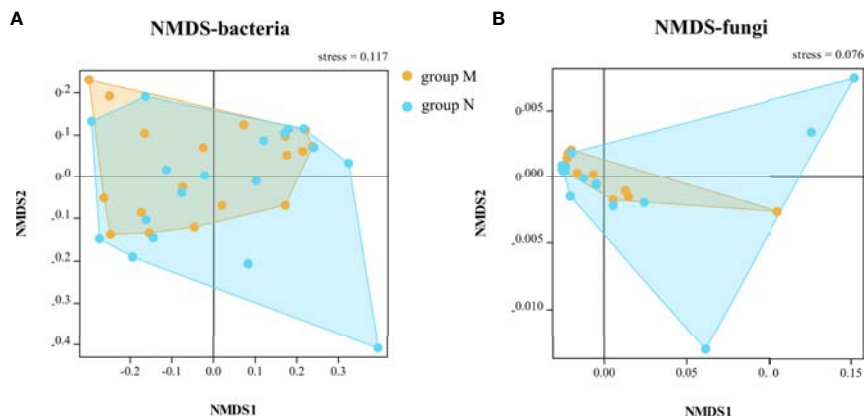 A
NMDS-bacteria
stress = 0.117
group M
group N
NMDS2
0.2
0.1
0.0
-0.1
-0.2
-0.3
-0.4
-0.2
-0.1
0.0
0.1
0.2
0.3
NMDS1
B
NMDS-fungi
stress = 0.076
NMDS2
0.005
0.000
-0.005
-0.010
0.00
0.05
0.10
0.15
NMDS1